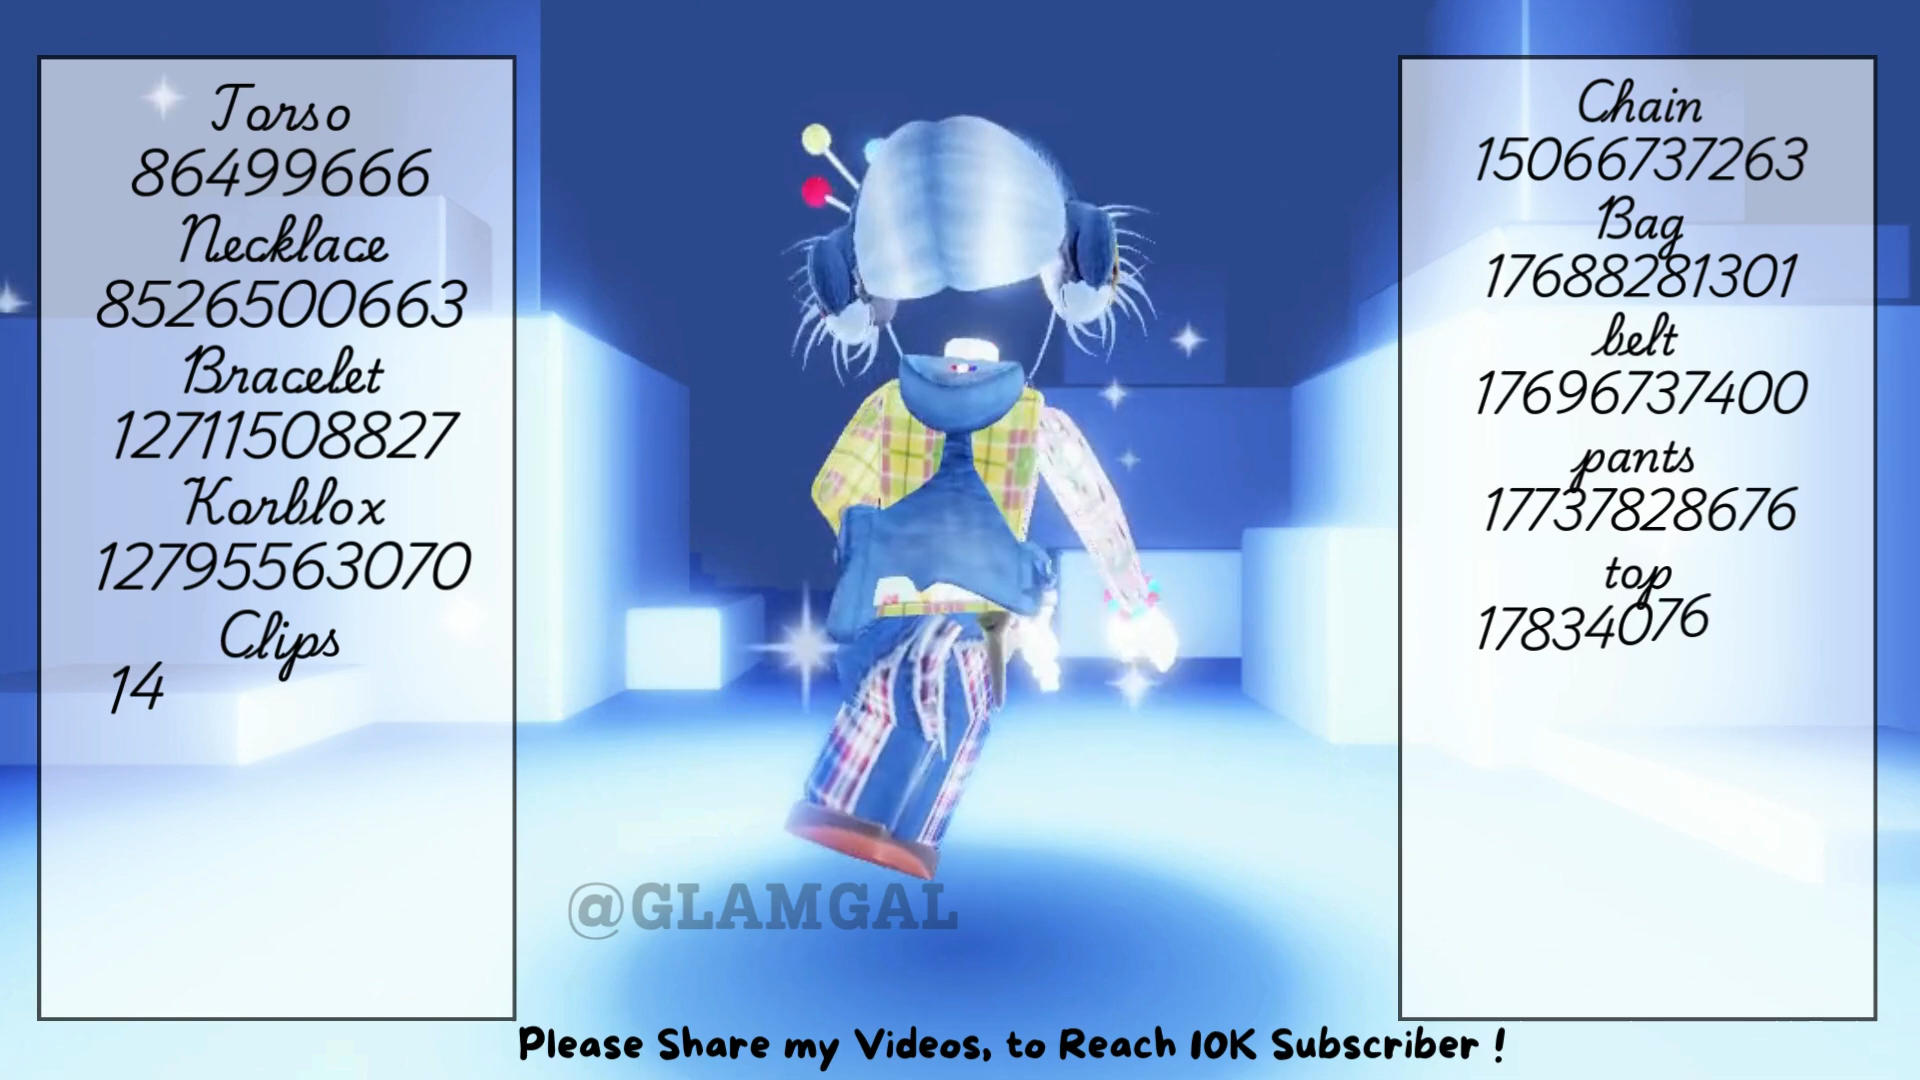 Torso
86499666
Necklace
8526500663
Bracelet
12711508827
Korblox
12795563070
Clips
14
Chain
15066737263
Bag
17688281301
belt
17696737400
pants
17737828676
top
17834076
@GLAMGAL
Please Share my Videos, to Reach 10K Subscriber !